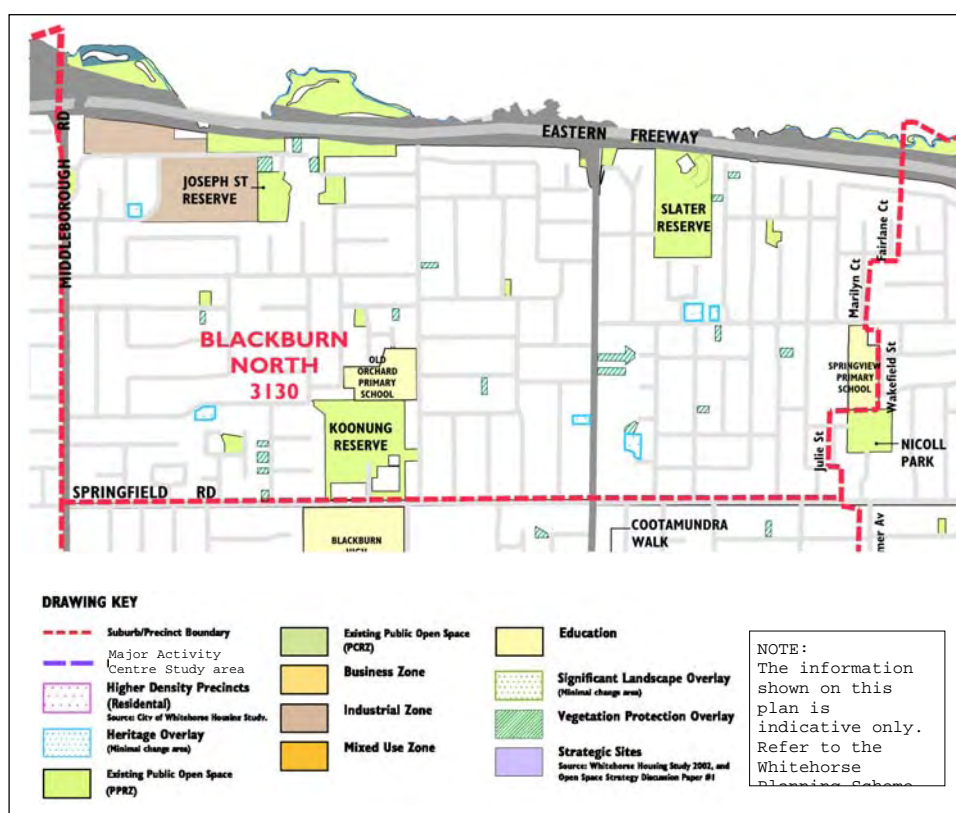 EASTERN FREEWAY
MIDDLEBOROUGH RD
JOSEPH ST
RESERVE
SLATER
RESERVE
Fairlane Ct
Marilyn Ct
BLACKBURN
NORTH
3130
OLD
ORCHARD
PRIMARY
SCHOOL
SPRINGVIEW
PRIMARY
SCHOOL
Wakefield St
KOONUNG
RESERVE
Julie St
NICOLL
PARK
SPRINGFIELD RD
BLACKBURN
COOTAMUNDRA
WALK
mer Av
DRAWING KEY
Suburb/Precinct Boundary
Major Activity
Centre Study area
Higher Density Precincts
(Residental)
Source: City of Whitehorse Housing Study.
Heritage Overlay
(Minimal change area)
Existing Public Open Space
(PPRZ)
Existing Public Open Space
(PCRZ)
Business Zone
Industrial Zone
Mixed Use Zone
Education
Significant Landscape Overlay
(Minimal change area)
Vegetation Protection Overlay
Strategic Sites
Source: Whitehorse Housing Study 2002, and
Open Space Strategy Discussion Paper #1
NOTE:
The information
shown on this
plan is
indicative only.
Refer to the
Whitehorse
Planning Scheme